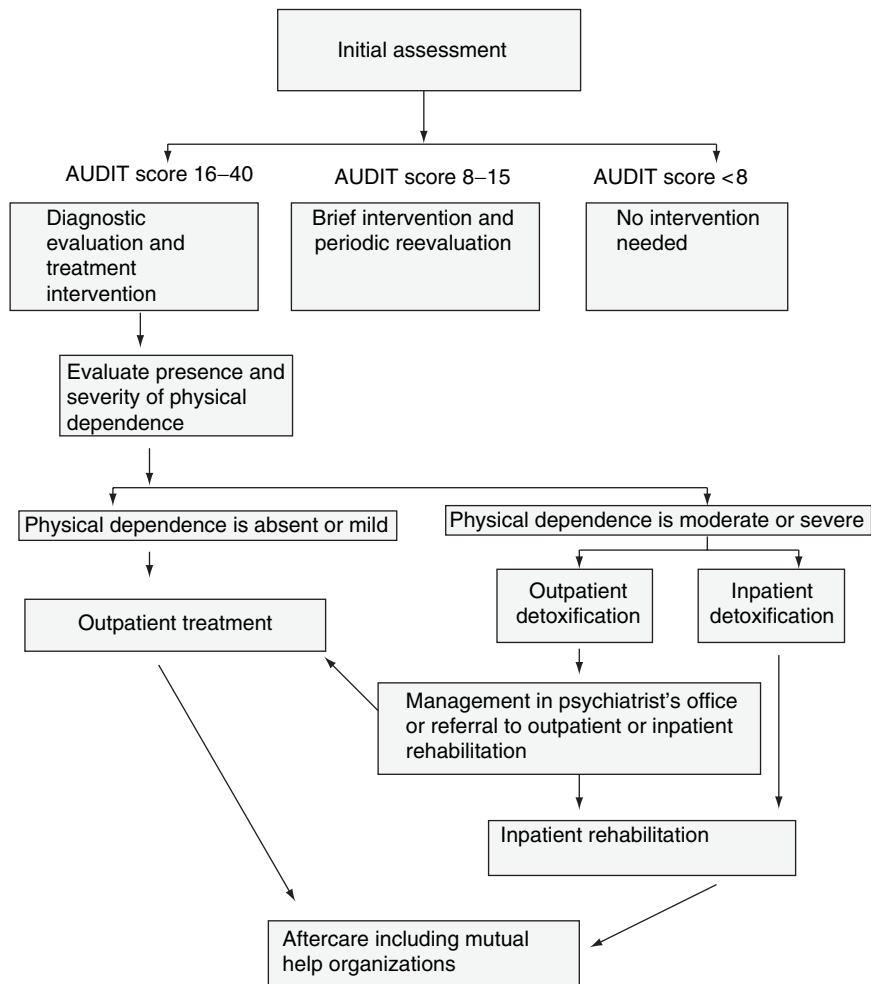 Initial assessment
AUDIT score 16–40
AUDIT score 8–15
AUDIT score <8
Diagnostic
evaluation and
treatment
intervention
Brief intervention and
periodic reevaluation
No intervention
needed
Evaluate presence and
severity of physical
dependence
Physical dependence is absent or mild
Physical dependence is moderate or severe
Outpatient
detoxification
Inpatient
detoxification
Outpatient treatment
Management in psychiatrist’s office
or referral to outpatient or inpatient
rehabilitation
Inpatient rehabilitation
Aftercare including mutual
help organizations